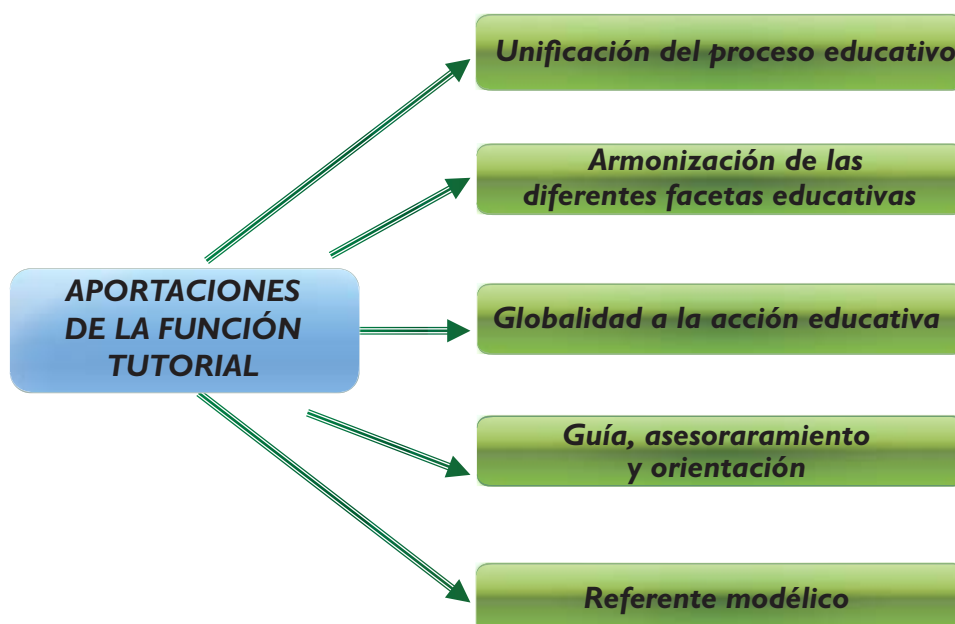 Unificación del proceso educativo
Armonización de las
diferentes facetas educativas
APORTACIONES
DE LA FUNCIÓN
TUTORIAL
Globalidad a la acción educativa
Guía, asesoraramiento
y orientación
Referente modélico